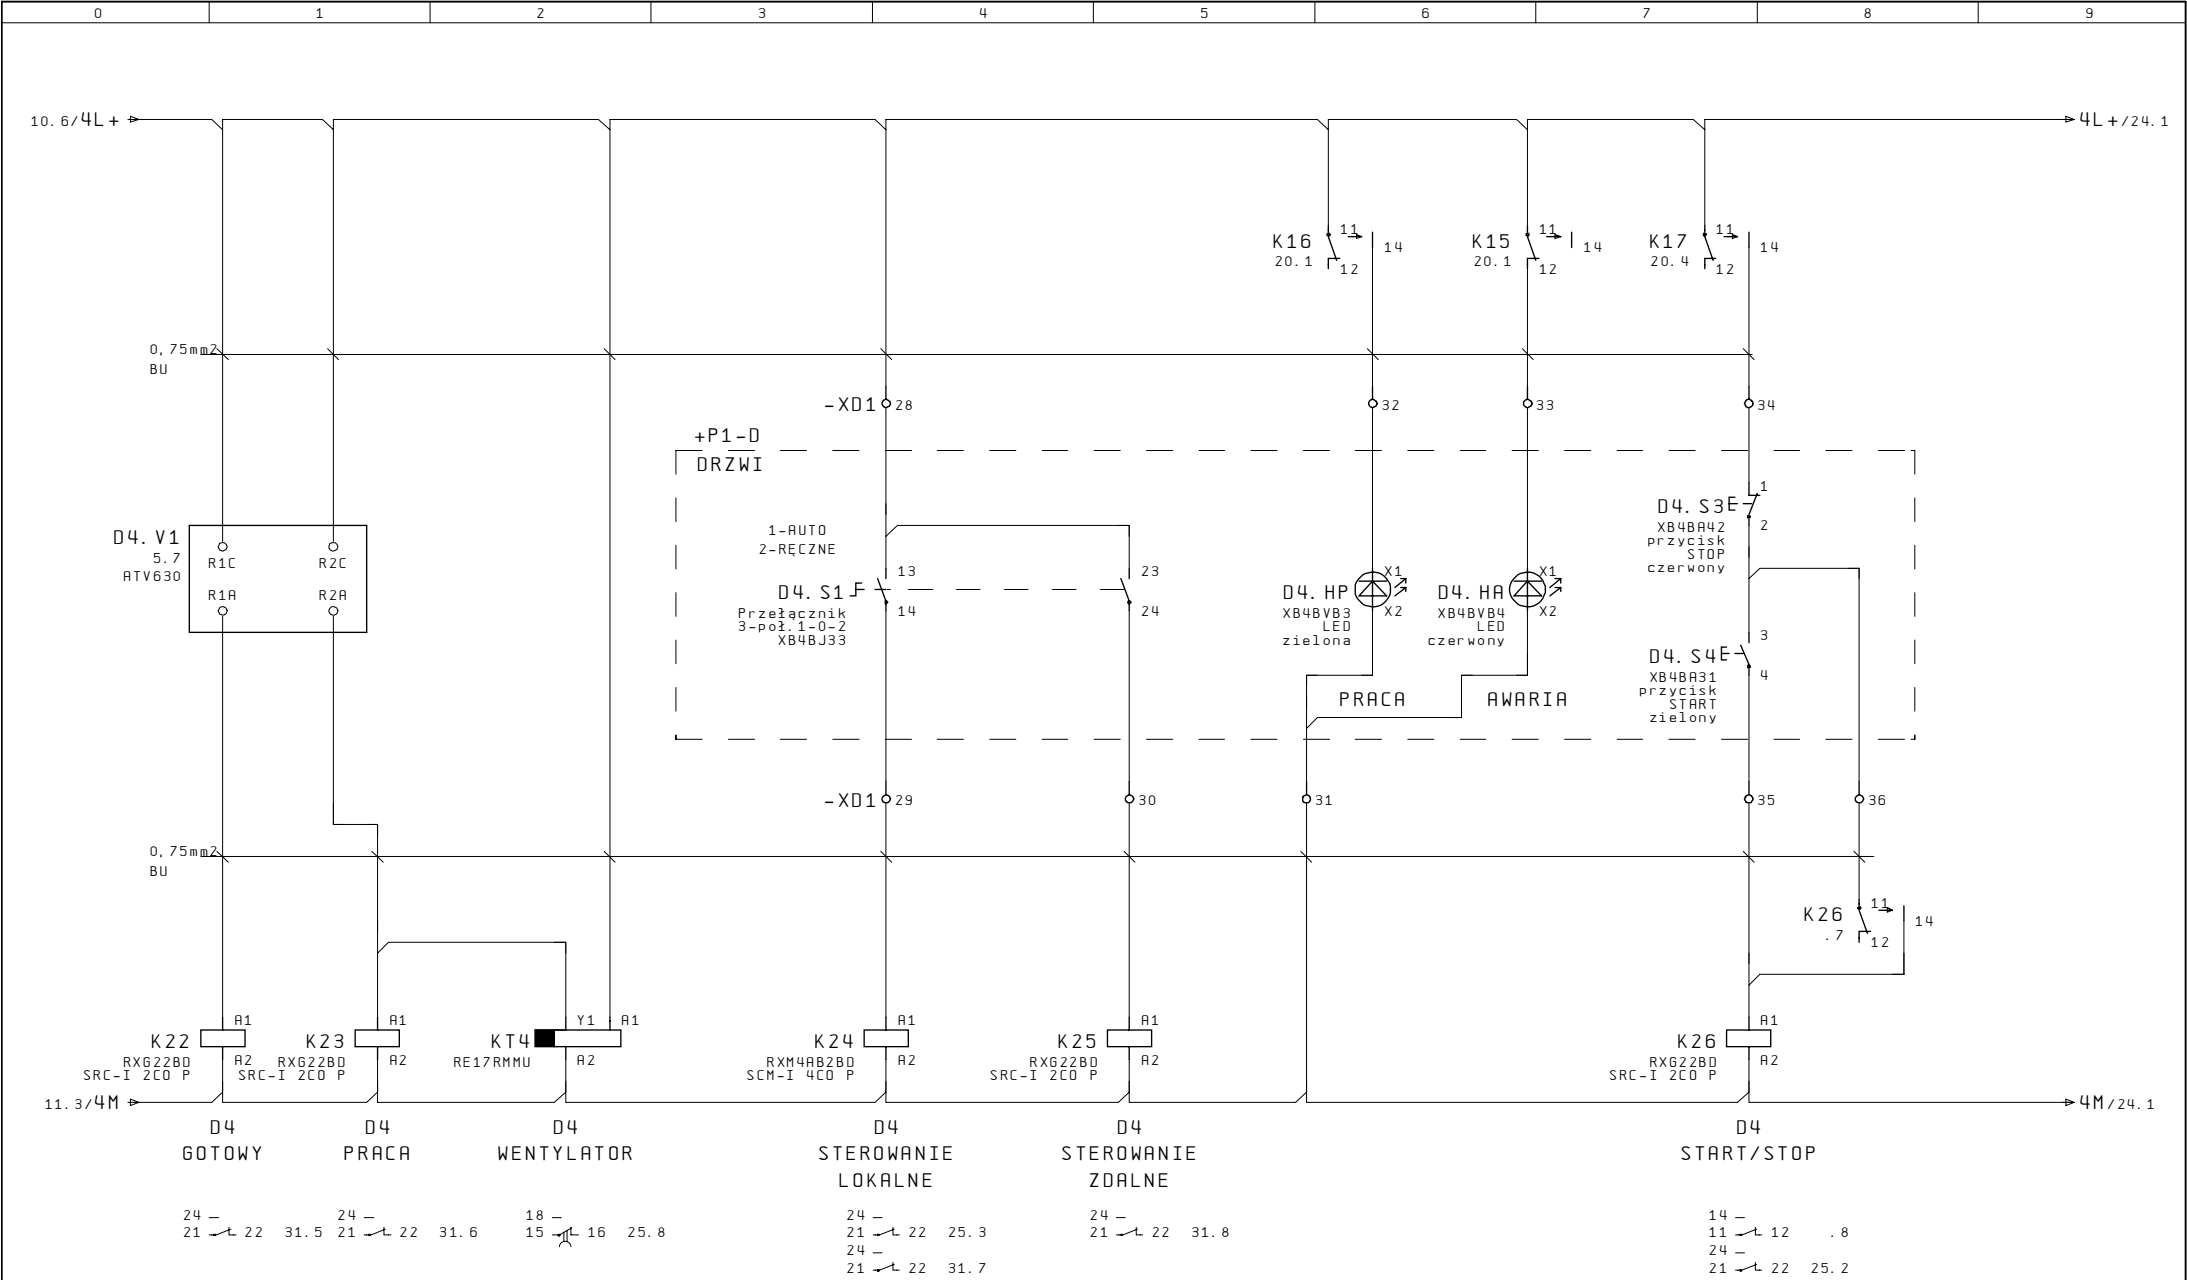 0 1 2 3 4 5 6 7 8 9
10.6/4L+ 4L+/24.1
K16 11 14
20.1 12
K15 11 14
20.1 12
K17 11 14
20.4 12
0,75mm2
BU
-XD1 28 32 33 34
+P1-D
DRZWI
D4.V1
5.7
ATV630
R1C R2C
R1A R2A
1-AUTO
2-RĘCZNE
D4.S1 13 14 23 24
Przełącznik
3-poł.1-0-2
XB4BJ33
D4.HP X1 X2
XB4BVB3
LED
zielona
PRACA
D4.HA X1 X2
XB4BVB4
LED
czerwony
AWARIA
D4.S3E 1 2
XB4BA42
przycisk
STOP
czerwony
D4.S4E 3 4
XB4BA31
przycisk
START
zielony
-XD1 29 30 31 35 36
0,75mm2
BU
K26 11 14
.7 12
K22 A1 A2
RXG22BD
SRC-I 2CO P
K23 A1 A2
RXG22BD
SRC-I 2CO P
KT4 Y1 A1 A2
RE17RMMU
K24 A1 A2
RXM4AB2BD
SCM-I 4CO P
K25 A1 A2
RXG22BD
SRC-I 2CO P
K26 A1 A2
RXG22BD
SRC-I 2CO P
11.3/4M 4M/24.1
D4
GOTOWY
D4
PRACA
D4
WENTYLATOR
D4
STEROWANIE
LOKALNE
D4
STEROWANIE
ZDALNE
D4
START/STOP
24
21 22 31.5
24
21 22 31.6
18
15 16 25.8
24
21 22 25.3
24
21 22 31.7
24
21 22 31.8
14
11 12 .8
24
21 22 25.2